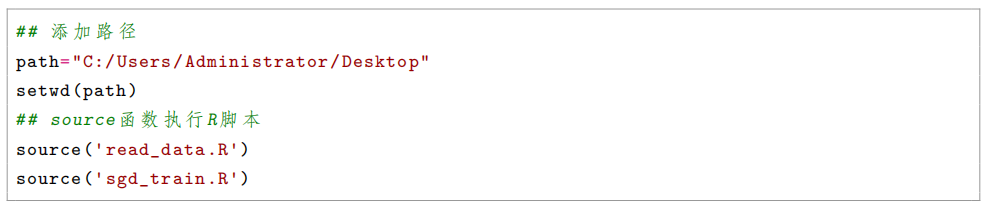 ## 添加路径
path="C:/Users/Administrator/Desktop"
setwd(path)
## source函数执行R脚本
source('read_data.R')
source('sgd_train.R')